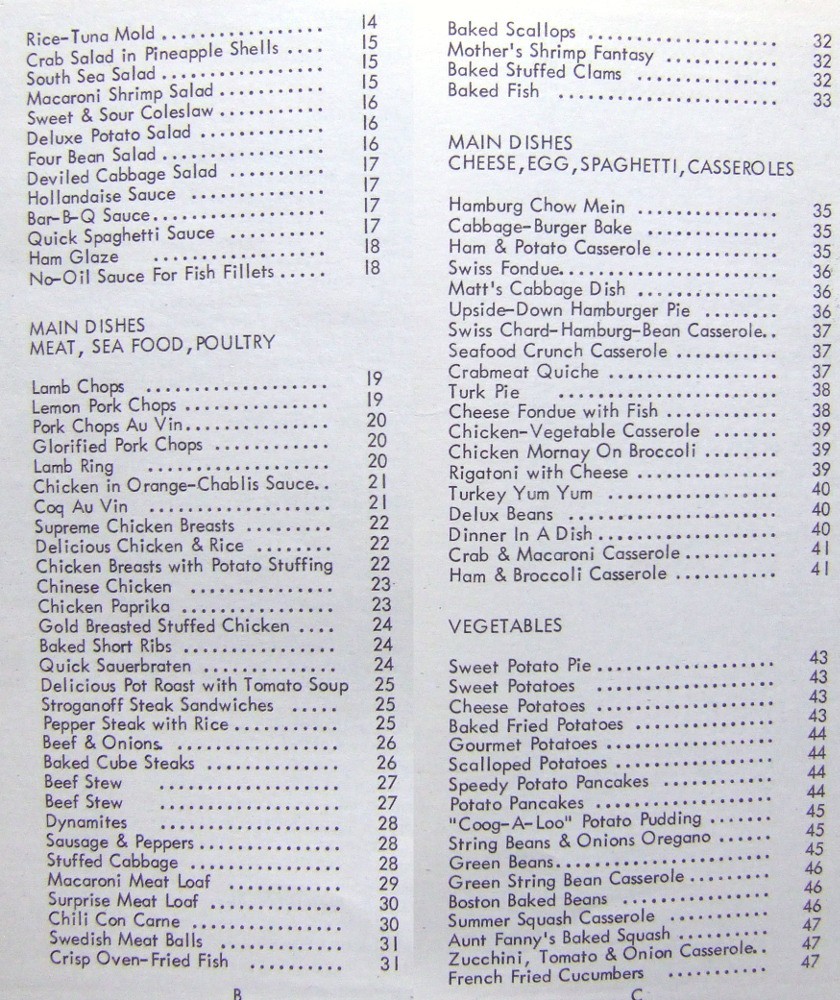 Rice-Tuna Mold ................. 14
Crab Salad in Pineapple Shells .... 15
South Sea Salad ................. 15
Macaroni Shrimp Salad ........... 15
Sweet & Sour Coleslaw ........... 16
Deluxe Potato Salad ............. 16
Four Bean Salad ................. 16
Deviled Cabbage Salad .......... 17
Hollandaise Sauce .............. 17
Bar-B-Q Sauce.................. 17
Quick Spaghetti Sauce .......... 17
Ham Glaze .................. 18
No-Oil Sauce For Fish Fillets ..... 18
MAIN DISHES
MEAT, SEA FOOD, POULTRY
Lamb Chops ................... 19
Lemon Pork Chops ............... 19
Pork Chops Au Vin............... 20
Glorified Pork Chops ............ 20
Lamb Ring ................... 20
Chicken in Orange-Chablis Sauce.. 21
Coq Au Vin ................... 21
Supreme Chicken Breasts ......... 22
Delicious Chicken & Rice ........ 22
Chicken Breasts with Potato Stuffing 22
Chinese Chicken ............... 23
Chicken Paprika ................ 23
Gold Breasted Stuffed Chicken .... 24
Baked Short Ribs ................ 24
Quick Sauerbraten .............. 24
Delicious Pot Roast with Tomato Soup 25
Stroganoff Steak Sandwiches ..... 25
Pepper Steak with Rice........... 25
Beef & Onions ................. 26
Baked Cube Steaks .............. 26
Beef Stew ................... 27
Beef Stew ................... 27
Dynamites ................... 28
Sausage & Peppers............... 28
Stuffed Cabbage ................ 28
Macaroni Meat Loaf ............ 29
Surprise Meat Loaf .............. 30
Chili Con Carne ................ 30
Swedish Meat Balls ............. 31
Crisp Oven-Fried Fish .......... 31
B
Baked Scallops ................... 32
Mother's Shrimp Fantasy ............ 32
Baked Stuffed Clams ............... 32
Baked Fish ..................... 33
MAIN DISHES
CHEESE, EGG, SPAGHETTI, CASSEROLES
Hamburg Chow Mein .............. 35
Cabbage-Burger Bake ............. 35
Ham & Potato Casserole............ 35
Swiss Fondue..................... 36
Matt's Cabbage Dish .............. 36
Upside-Down Hamburger Pie ........ 36
Swiss Chard-Hamburg-Bean Casserole.. 37
Seafood Crunch Casserole .......... 37
Crabmeat Quiche ................. 37
Turk Pie ..................... 38
Cheese Fondue with Fish ........... 38
Chicken-Vegetable Casserole ....... 39
Chicken Mornay On Broccoli ........ 39
Rigatoni with Cheese .............. 39
Turkey Yum Yum ................. 40
Delux Beans .................... 40
Dinner In A Dish.................. 40
Crab & Macaroni Casserole......... 41
Ham & Broccoli Casserole .......... 41
VEGETABLES
Sweet Potato Pie .................. 43
Sweet Potatoes .................. 43
Cheese Potatoes .................. 43
Baked Fried Potatoes .............. 43
Gourmet Potatoes ................. 44
Scalloped Potatoes ................ 44
Speedy Potato Pancakes ............ 44
Potato Pancakes .................. 44
"Coog-A-Loo" Potato Pudding ....... 45
String Beans & Onions Oregano ...... 45
Green Beans...................... 45
Green String Bean Casserole........ 46
Boston Baked Beans ............... 46
Summer Squash Casserole .......... 46
Aunt Fanny's Baked Squash ......... 47
Zucchini, Tomato & Onion Casserole.. 47
French Fried Cucumbers ........... 47
C